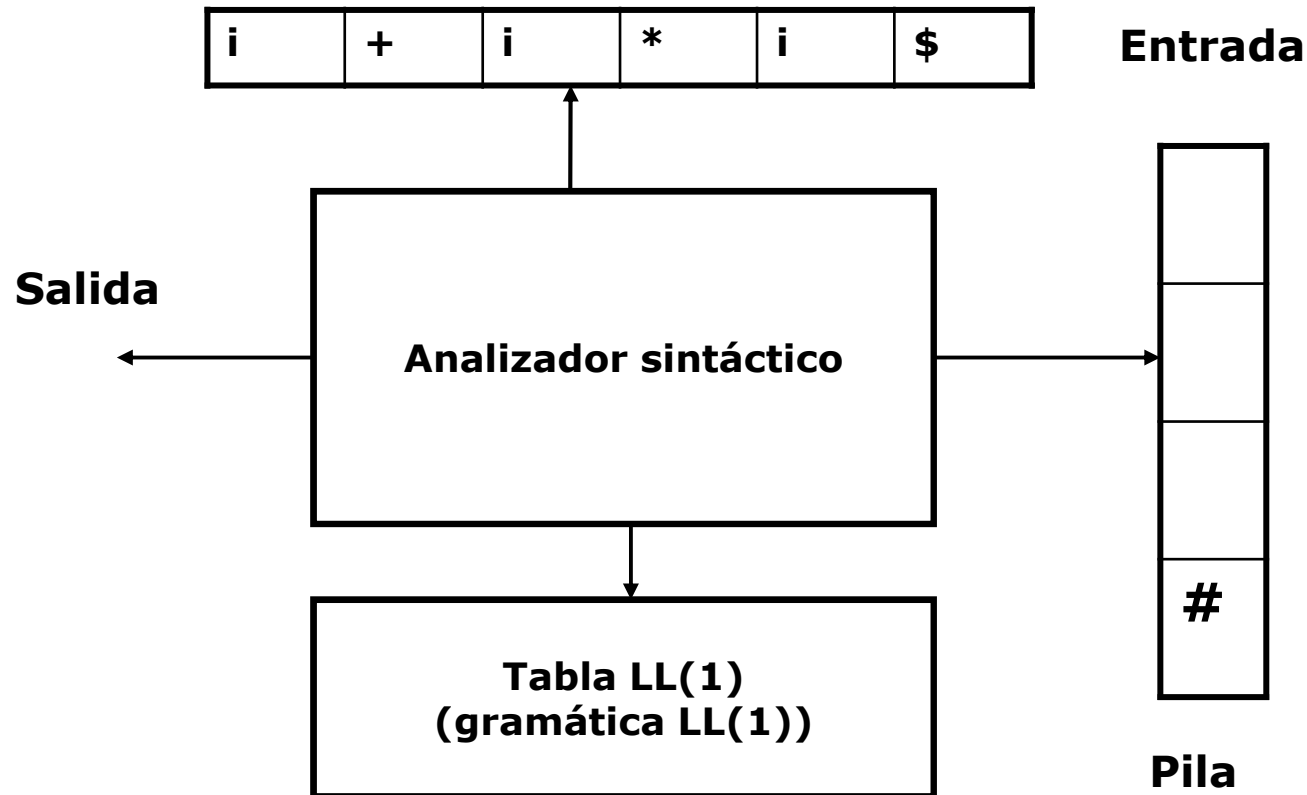 i + i * i $
Entrada
Salida
Analizador sintáctico
#
Tabla LL(1)
(gramática LL(1))
Pila